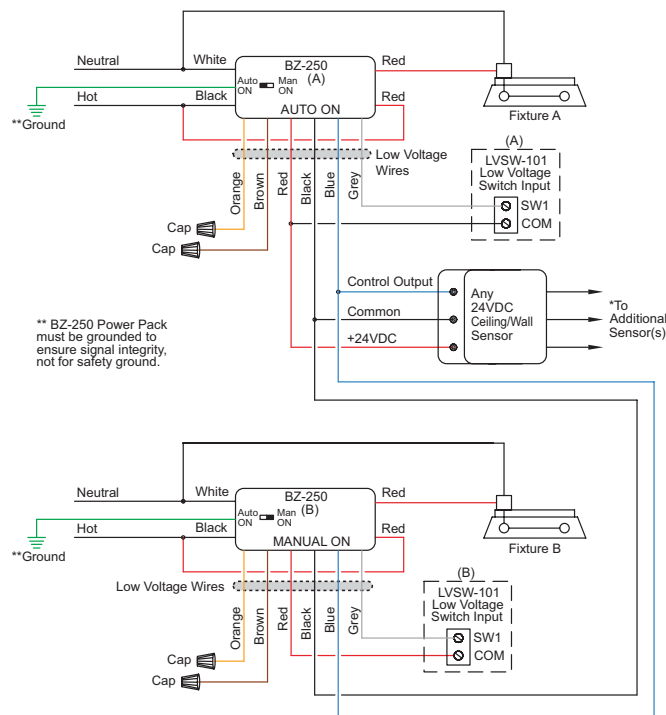 Neutral
White
BZ-250
(A)
Red
Auto
ON
Man
ON
Hot
Black
AUTO ON
Red
**Ground
Fixture A
Low Voltage
Wires
Orange
Brown
Red
Black
Blue
Grey
(A)
LVSW-101
Low Voltage
Switch Input
SW1
COM
Cap
Cap
Control Output
Common
+24VDC
Any
24VDC
Ceiling/Wall
Sensor
*To
Additional
Sensor(s)
** BZ-250 Power Pack
must be grounded to
ensure signal integrity,
not for safety ground.
Neutral
White
BZ-250
(B)
Red
Auto
ON
Man
ON
Hot
Black
MANUAL ON
Red
**Ground
Fixture B
Low Voltage Wires
Orange
Brown
Red
Black
Blue
Grey
(B)
LVSW-101
Low Voltage
Switch Input
SW1
COM
Cap
Cap